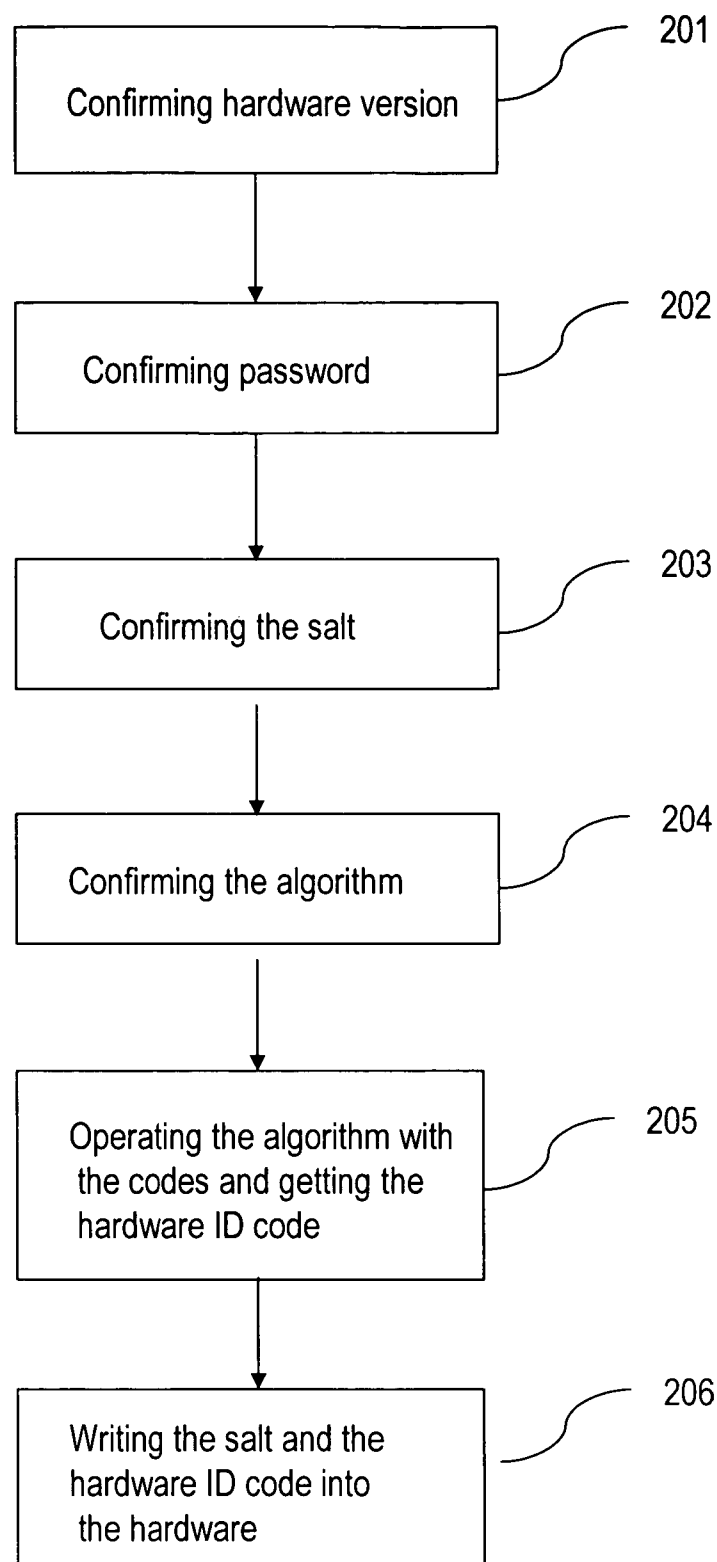 201
Confirming hardware version
202
Confirming password
203
Confirming the salt
204
Confirming the algorithm
205
Operating the algorithm with
the codes and getting the
hardware ID code
206
Writing the salt and the
hardware ID code into
the hardware